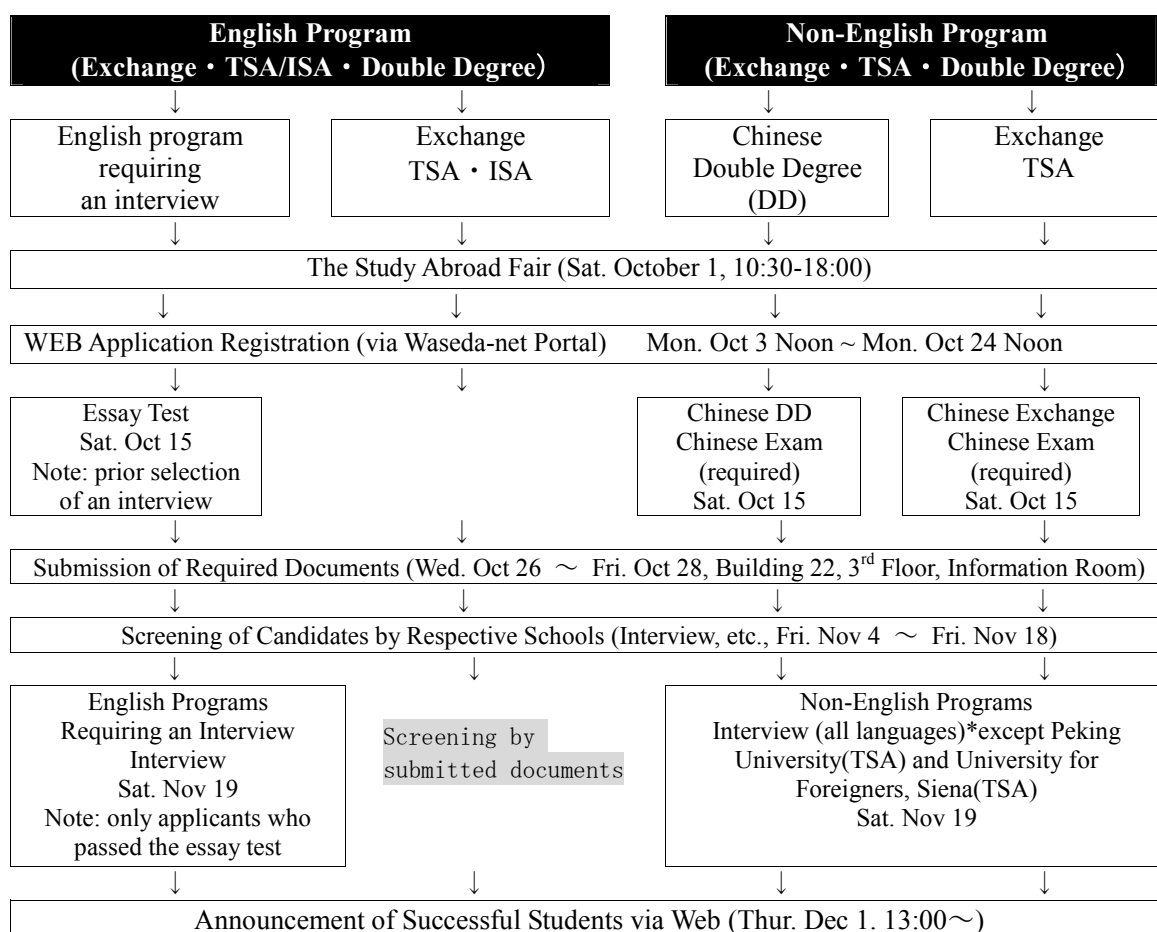 English Program
(Exchange・TSA/ISA・Double Degree)
Non-English Program
(Exchange・TSA・Double Degree)
↓ ↓ ↓ ↓
English program
requiring
an interview
Exchange
TSA・ISA
Chinese
Double Degree
(DD)
Exchange
TSA
↓ ↓ ↓ ↓
The Study Abroad Fair (Sat. October 1, 10:30-18:00)
↓ ↓ ↓ ↓
WEB Application Registration (via Waseda-net Portal) Mon. Oct 3 Noon ~ Mon. Oct 24 Noon
↓ ↓ ↓ ↓
Essay Test
Sat. Oct 15
Note: prior selection
of an interview
Chinese DD
Chinese Exam
(required)
Sat. Oct 15
Chinese Exchange
Chinese Exam
(required)
Sat. Oct 15
↓ ↓ ↓ ↓
Submission of Required Documents (Wed. Oct 26 ～ Fri. Oct 28, Building 22, 3rd Floor, Information Room)
↓ ↓ ↓ ↓
Screening of Candidates by Respective Schools (Interview, etc., Fri. Nov 4 ～ Fri. Nov 18)
↓ ↓ ↓ ↓
English Programs
Requiring an Interview
Interview
Sat. Nov 19
Note: only applicants who
passed the essay test
Screening by
submitted documents
Non-English Programs
Interview (all languages)*except Peking
University(TSA) and University for
Foreigners, Siena(TSA)
Sat. Nov 19
↓ ↓ ↓ ↓
Announcement of Successful Students via Web (Thur. Dec 1. 13:00～)